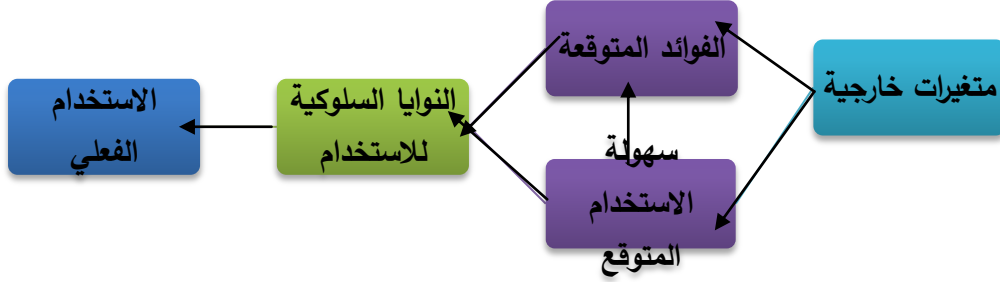 متغيرات خارجية
الفوائد المتوقعة
سهولة
الاستخدام
المتوقع
النوايا السلوكية
للاستخدام
الاستخدام
الفعلي